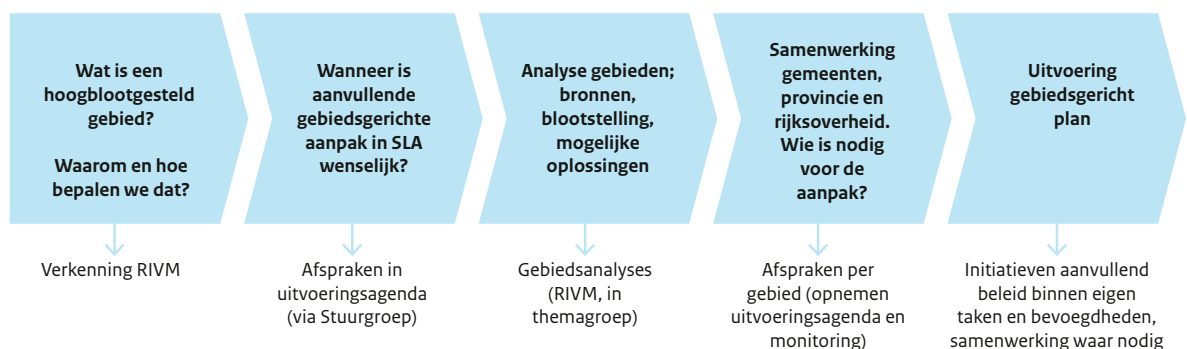 Wat is een
hoogblootgesteld
gebied?
Waarom en hoe
bepalen we dat?
Verkenning RIVM
Wanneer is
aanvullende
gebiedsgerichte
aanpak in SLA
wenselijk?
Afspraken in
uitvoeringsagenda
(via Stuurgroep)
Analyse gebieden;
bronnen,
blootstelling,
mogelijke
oplossingen
Gebiedsanalyses
(RIVM, in
themagroep)
Samenwerking
gemeenten,
provincie en
rijksoverheid.
Wie is nodig
voor de
aanpak?
Afspraken per
gebied (opnemen
uitvoeringsagenda en
monitoring)
Uitvoering
gebiedsgericht
plan
Initiatieven aanvullend
beleid binnen eigen
taken en bevoegdheden,
samenwerking waar nodig